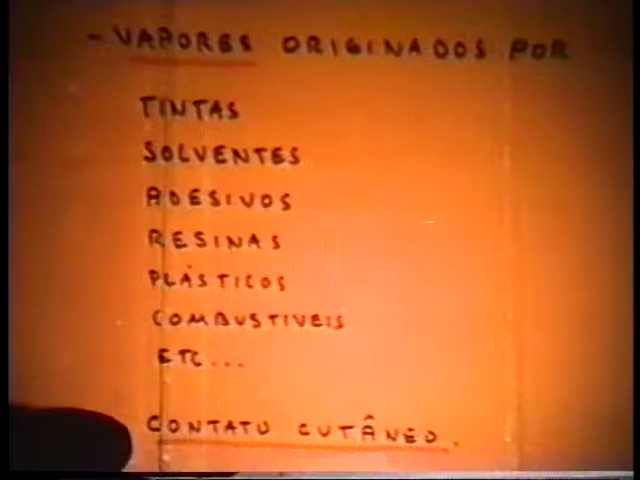 - VAPORES ORIGINADOS POR
TINTAS
SOLVENTES
ADESIVOS
RESINAS
PLÁSTICOS
COMBUSTIVEIS
ETC...
CONTATO CUTÂNEO.